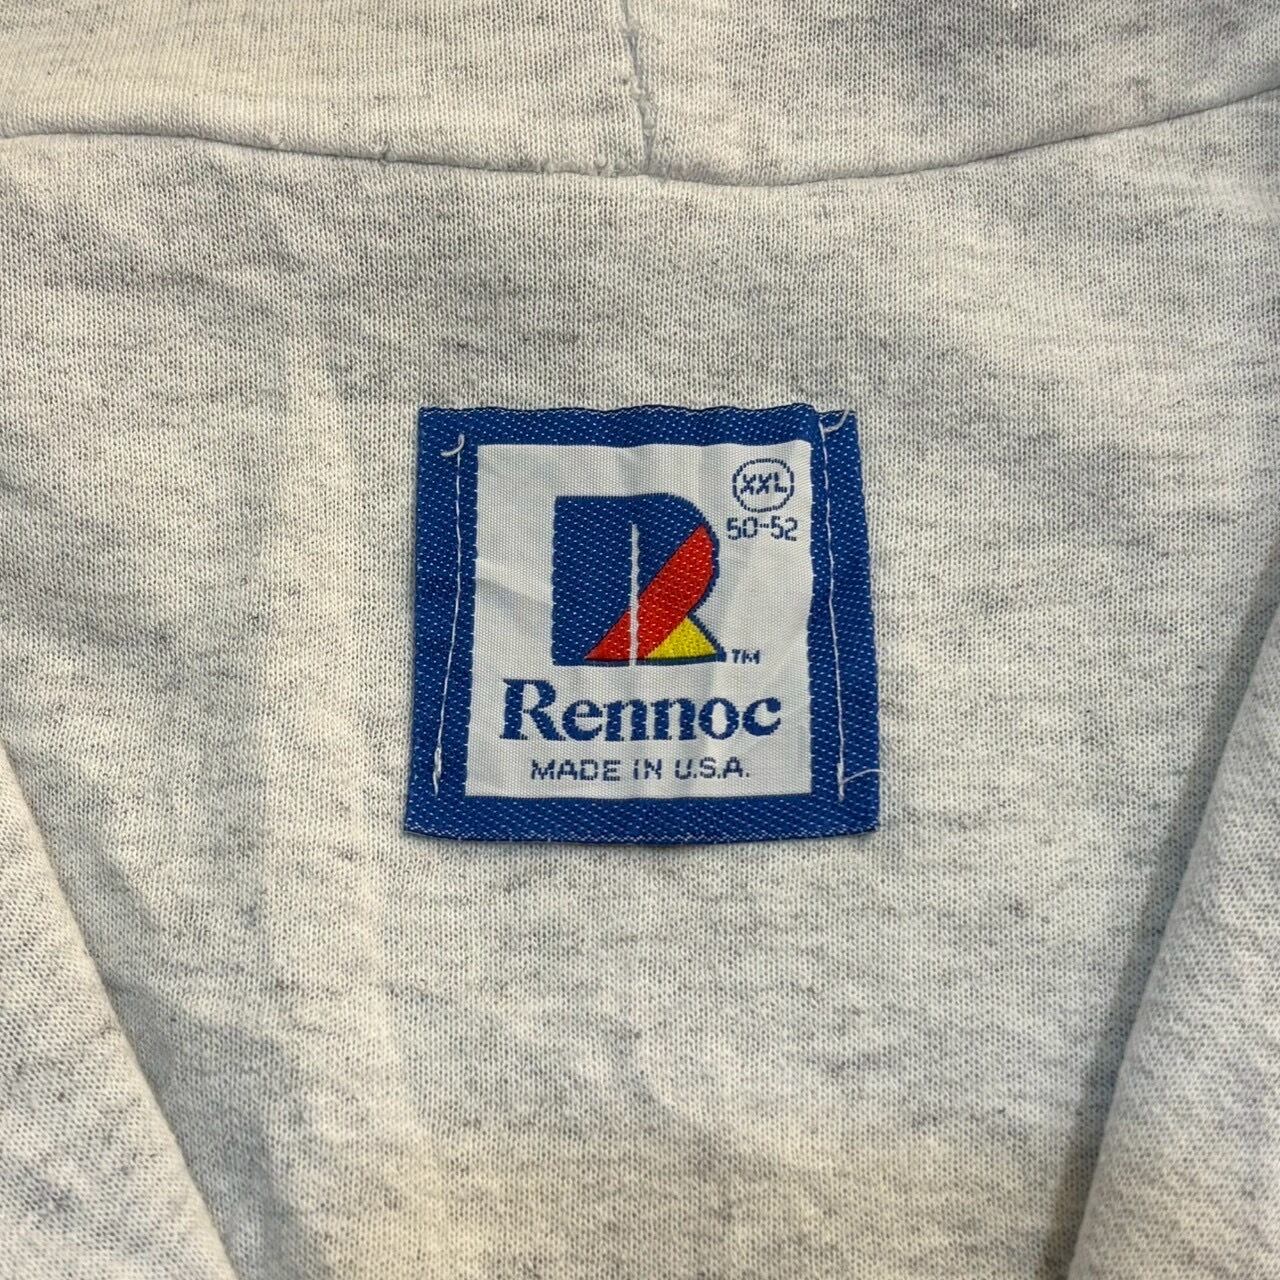 XXL
50-52
R
TM
Rennoc
MADE IN U.S.A.